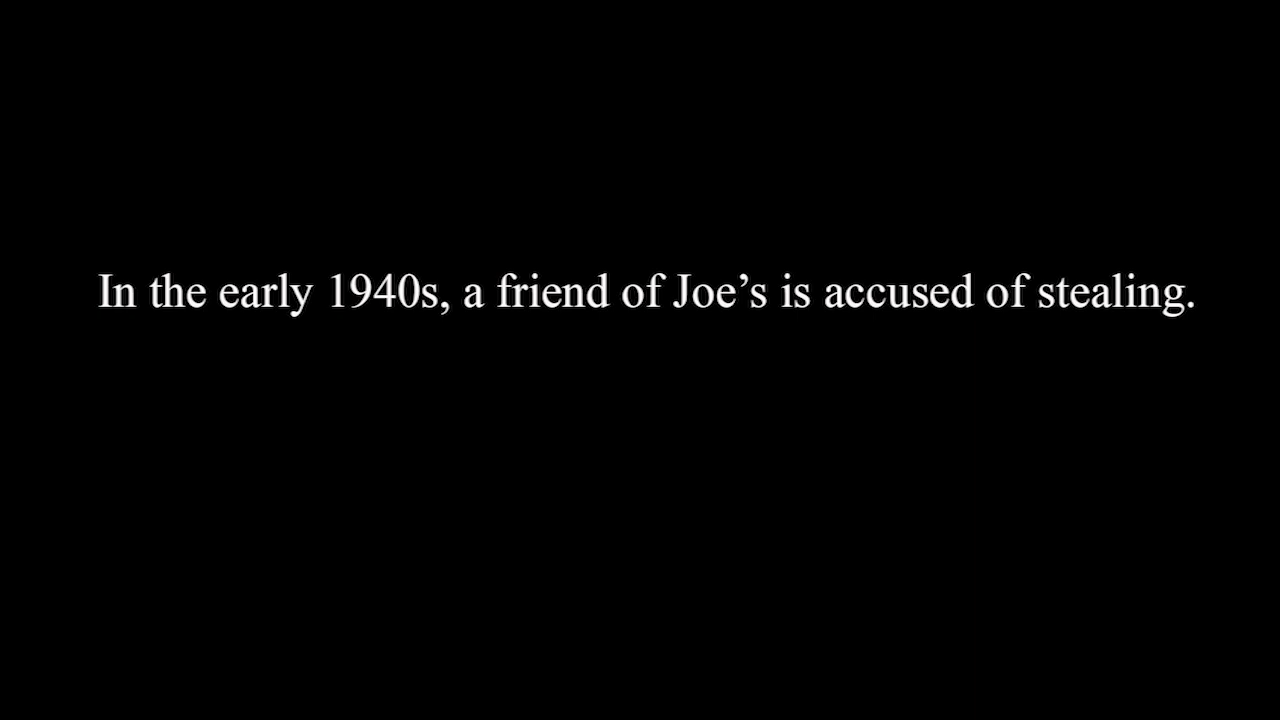 In the early 1940s, a friend of Joe’s is accused of stealing.